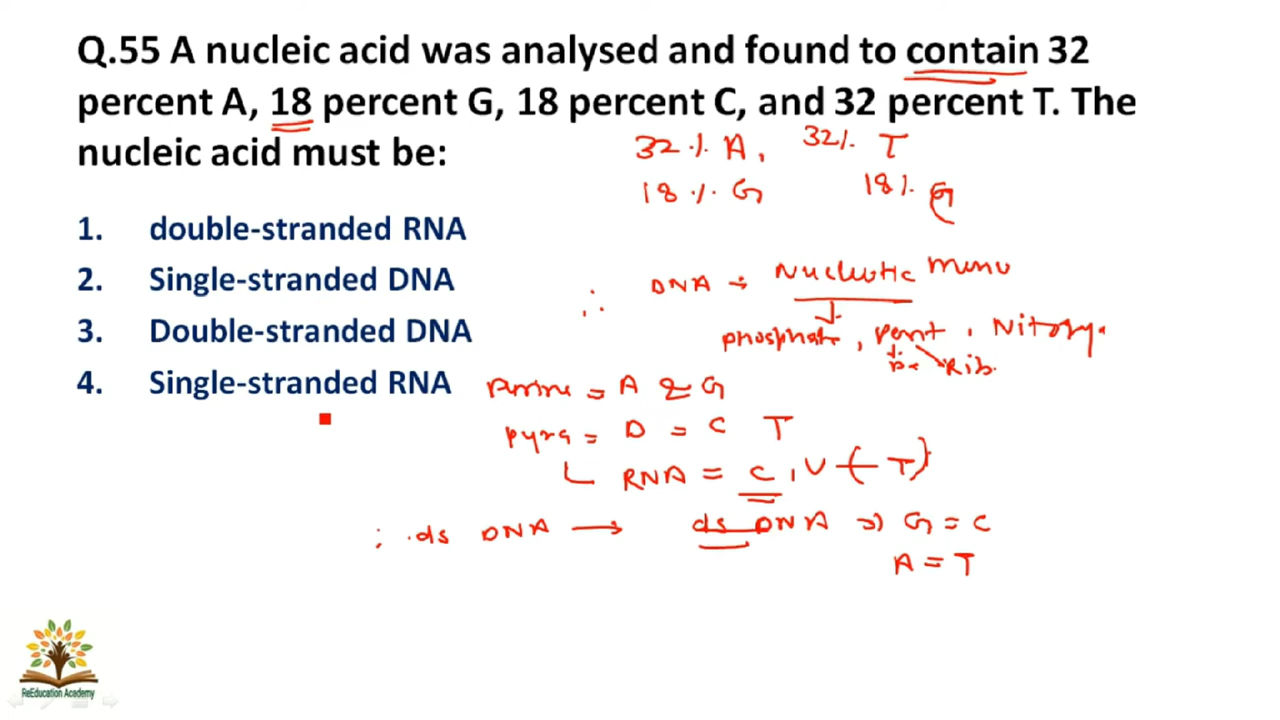 Q.55 A nucleic acid was analysed and found to contain 32
percent A, 18 percent G, 18 percent C, and 32 percent T. The
nucleic acid must be:
32 % A, 32 % T
18 % G 18 % G
1. double-stranded RNA
2. Single-stranded DNA
3. Double-stranded DNA
4. Single-stranded RNA
∴ DNA →
phosphate, Pent, Nitrog.
Rib.
= A & G
pyra = D = C T
RNA = C, U (T)
; ds DNA → ds DNA ⇒ G = C
A = T
ReEducation Academy